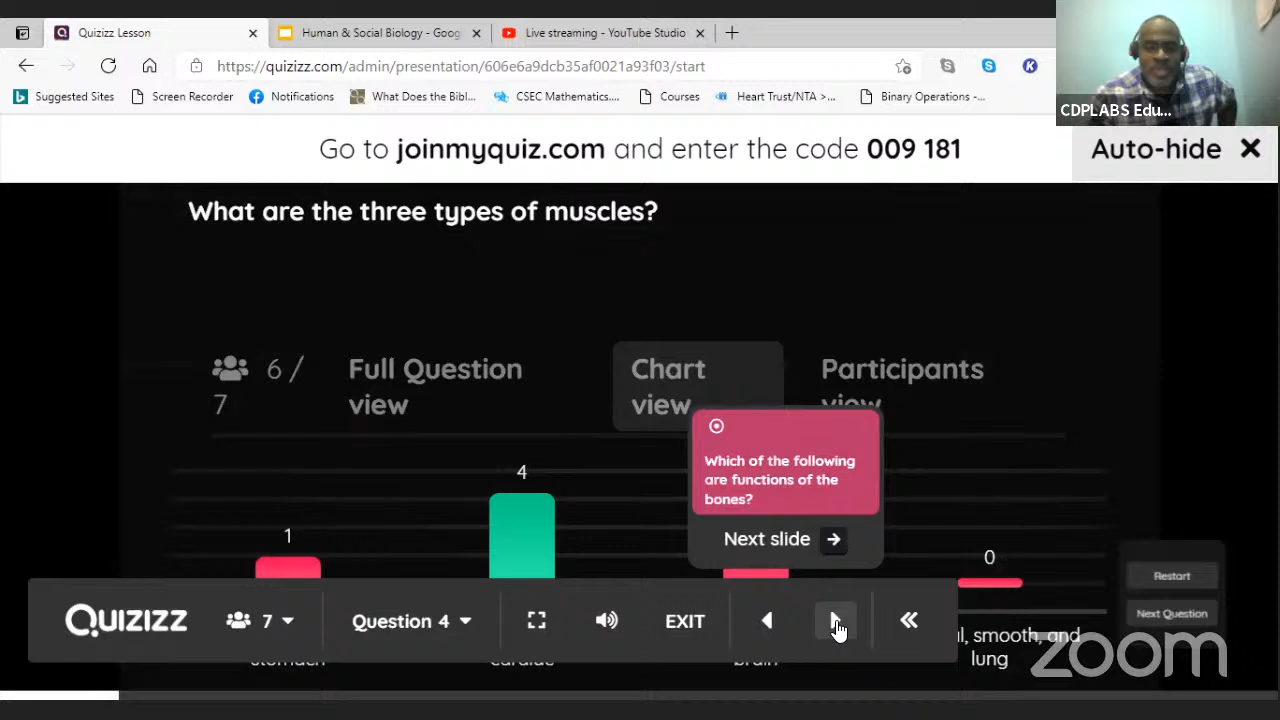 Quizizz Lesson
Human & Social Biology - Goog
Live streaming - YouTube Studio
https://quizizz.com/admin/presentation/606e6a9dcb35af0021a93f03/start
Suggested Sites
Screen Recorder
Notifications
What Does the Bibl...
CSEC Mathematics....
Courses
Heart Trust/NTA >...
Binary Operations -...
CDPLABS Edu...
Go to joinmyquiz.com and enter the code 009 181
Auto-hide
What are the three types of muscles?
6 /
7
Full Question
view
Chart
view
Participants
view
4
1
0
Which of the following
are functions of the
bones?
Next slide
Restart
Next Question
Quizizz
7
Question 4
EXIT
l, smooth, and
lung
stomach
cardiac
brain
zoom